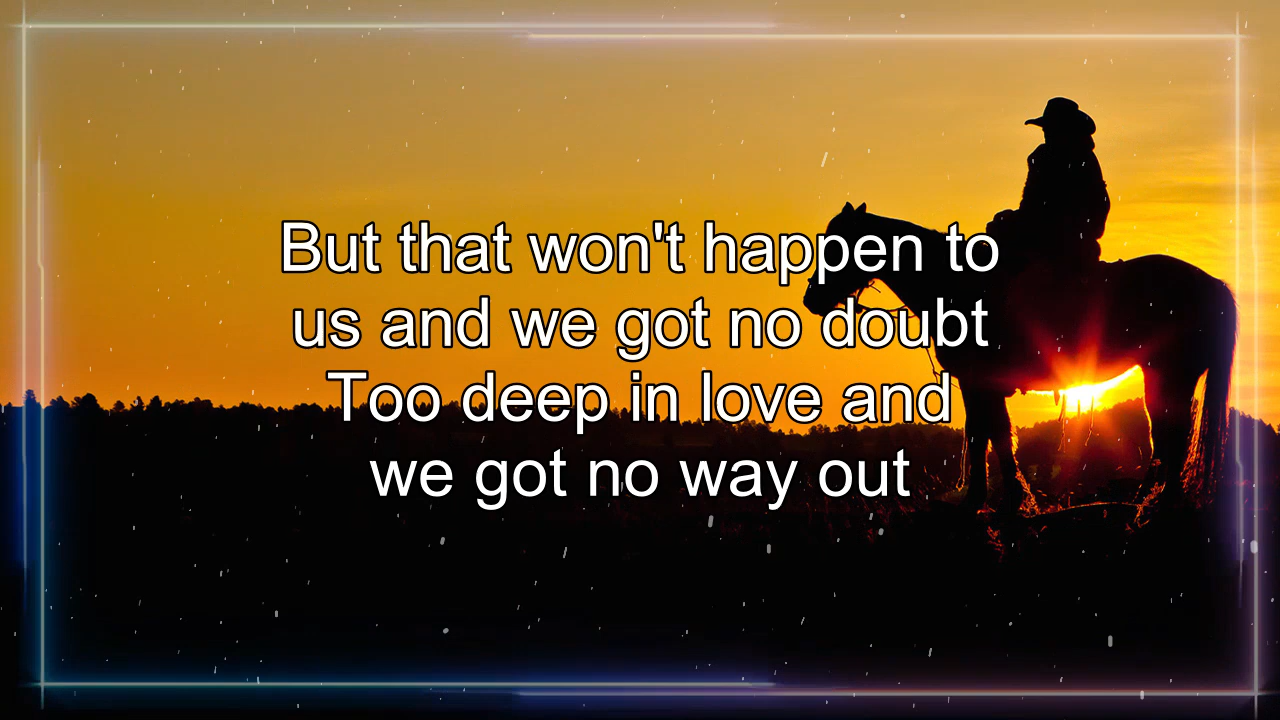 But that won't happen to
us and we got no doubt
Too deep in love and
we got no way out